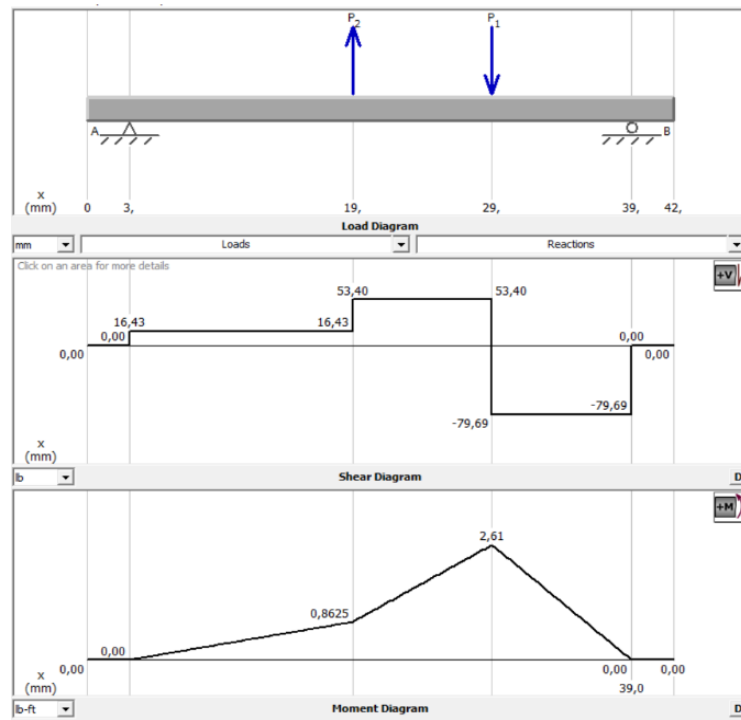 P2 P1
A B
x
(mm) 0 3, 19, 29, 39, 42,
Load Diagram
mm Loads Reactions
Click on an area for more details
+V
53,40 53,40
16,43 16,43
0,00 0,00
0,00 0,00
-79,69
-79,69
x
(mm)
lb Shear Diagram D
+M
2,61
0,8625
0,00
0,00 0,00 0,00
x
(mm) 39,0
lb-ft Moment Diagram D